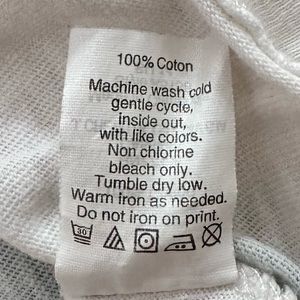 100% Coton
Machine wash cold
gentle cycle,
inside out,
with like colors.
Non chlorine
bleach only.
Tumble dry low.
Warm iron as needed.
Do not iron on print.
30